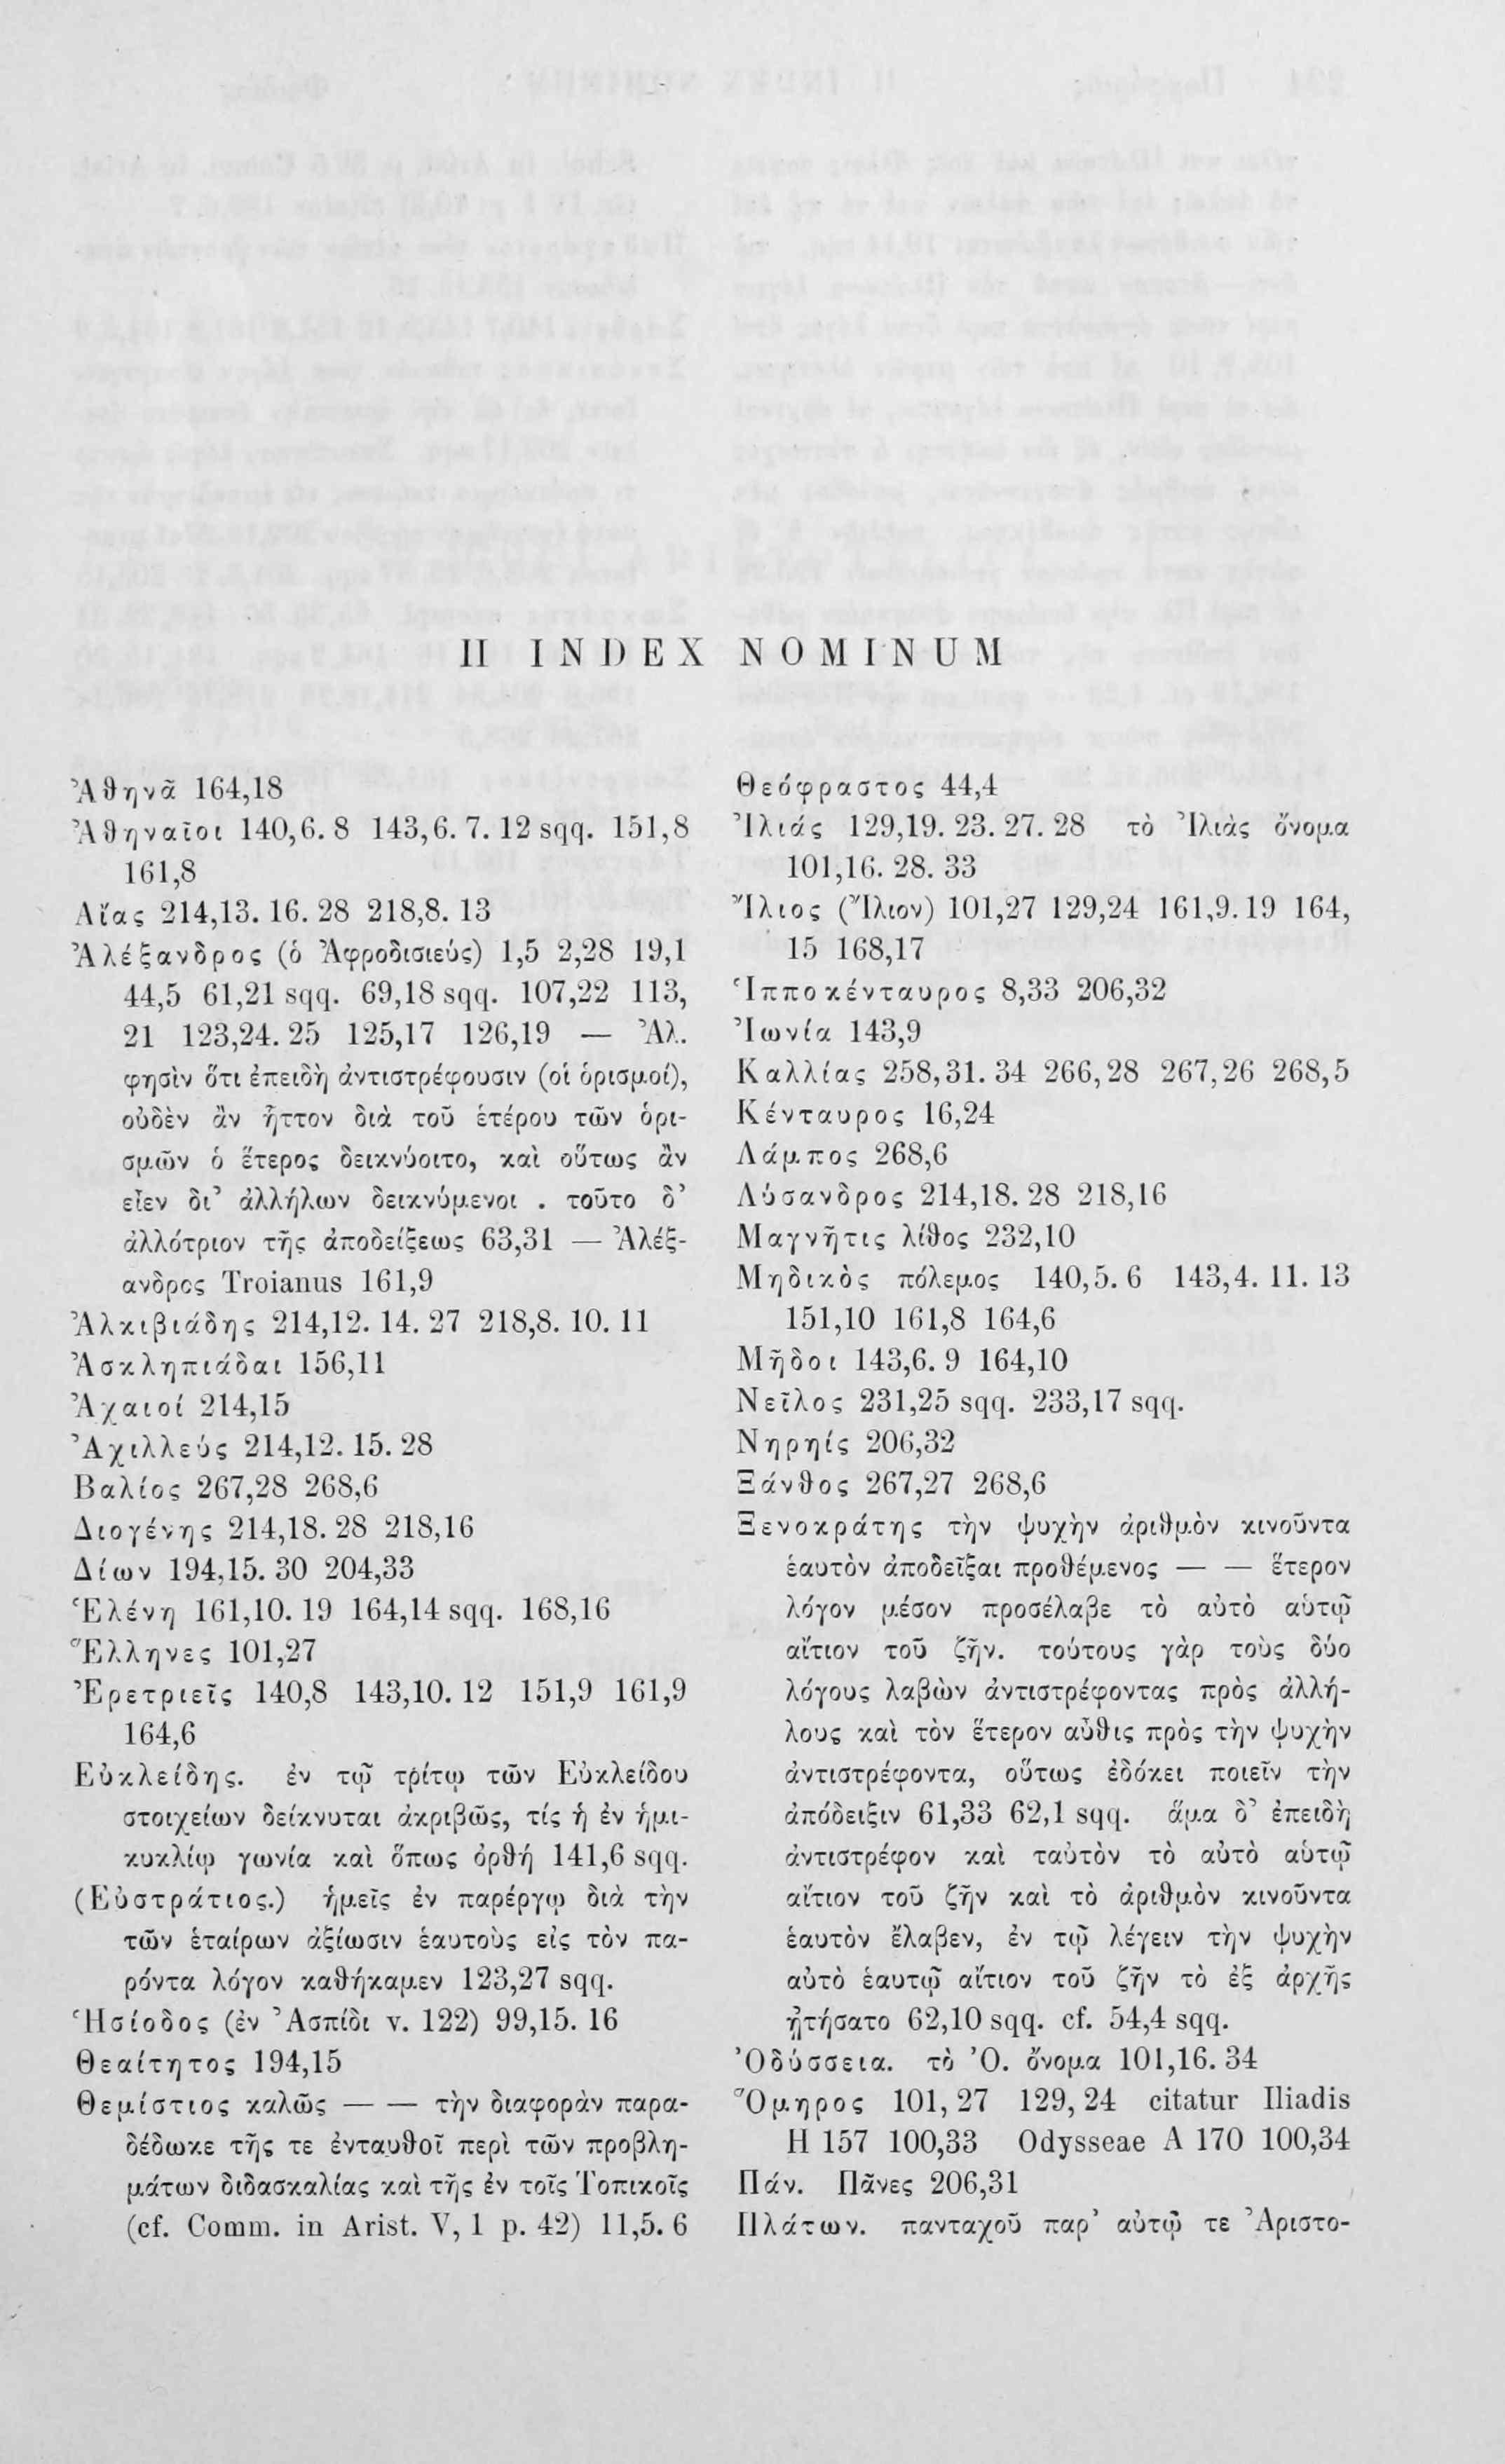 II INDEX NOMINUM
Ἀθηνᾶ 164,18
Ἀθηναῖοι 140,6. 8 143,6. 7. 12 sqq. 151,8
161,8
Αἴας 214,13. 16. 28 218,8. 13
Ἀλέξανδρος (ὁ Ἀφροδισιεύς) 1,5 2,28 19,1
44,5 61,21 sqq. 69,18 sqq. 107,22 113,
21 123,24. 25 125,17 126,19 — Ἀλ.
φησὶν ὅτι ἐπειδὴ ἀντιστρέφουσιν (οἱ ὁρισμοί),
οὐδὲν ἂν ἧττον διὰ τοῦ ἑτέρου τῶν ὁρι-
σμῶν ὁ ἕτερος δεικνύοιτο, καὶ οὕτως ἂν
εἶεν δι’ ἀλλήλων δεικνύμενοι . τοῦτο δ’
ἀλλότριον τῆς ἀποδείξεως 63,31 — Ἀλέξ-
ανδρος Troianus 161,9
Ἀλκιβιάδης 214,12. 14. 27 218,8. 10. 11
Ἀσκληπιάδαι 156,11
Ἀχαιοί 214,15
Ἀχιλλεύς 214,12. 15. 28
Βαλίος 267,28 268,6
Διογένης 214,18. 28 218,16
Δίων 194,15. 30 204,33
Ἑλένη 161,10. 19 164,14 sqq. 168,16
Ἕλληνες 101,27
Ἐρετριεῖς 140,8 143,10. 12 151,9 161,9
164,6
Εὐκλείδης. ἐν τῷ τρίτῳ τῶν Εὐκλείδου
στοιχείων δείκνυται ἀκριβῶς, τίς ἡ ἐν ἡμι-
κυκλίῳ γωνία καὶ ὅπως ὀρθή 141,6 sqq.
(Εὐστράτιος.) ἡμεῖς ἐν παρέργῳ διὰ τὴν
τῶν ἑταίρων ἀξίωσιν ἑαυτοὺς εἰς τὸν πα-
ρόντα λόγον καθήκαμεν 123,27 sqq.
Ἡσίοδος (ἐν Ἀσπίδι v. 122) 99,15. 16
Θεαίτητος 194,15
Θεμίστιος καλῶς — — τὴν διαφορὰν παρα-
δέδωκε τῆς τε ἐνταυθοῖ περὶ τῶν προβλη-
μάτων διδασκαλίας καὶ τῆς ἐν τοῖς Τοπικοῖς
(cf. Comm. in Arist. V, 1 p. 42) 11,5. 6
Θεόφραστος 44,4
Ἰλιάς 129,19. 23. 27. 28 τὸ Ἰλιὰς ὄνομα
101,16. 28. 33
Ἴλιος (Ἴλιον) 101,27 129,24 161,9. 19 164,
15 168,17
Ἱπποκένταυρος 8,33 206,32
Ἰωνία 143,9
Καλλίας 258,31. 34 266,28 267,26 268,5
Κένταυρος 16,24
Λάμπος 268,6
Λύσανδρος 214,18. 28 218,16
Μαγνῆτις λίθος 232,10
Μηδικὸς πόλεμος 140,5. 6 143,4. 11. 13
151,10 161,8 164,6
Μῆδοι 143,6. 9 164,10
Νεῖλος 231,25 sqq. 233,17 sqq.
Νηρηίς 206,32
Ξάνθος 267,27 268,6
Ξενοκράτης τὴν ψυχὴν ἀριθμὸν κινοῦντα
ἑαυτὸν ἀποδεῖξαι προθέμενος — — ἕτερον
λόγον μέσον προσέλαβε τὸ αὐτὸ αὑτῷ
αἴτιον τοῦ ζῆν. τούτους γὰρ τοὺς δύο
λόγους λαβὼν ἀντιστρέφοντας πρὸς ἀλλή-
λους καὶ τὸν ἕτερον αὖθις πρὸς τὴν ψυχὴν
ἀντιστρέφοντα, οὕτως ἐδόκει ποιεῖν τὴν
ἀπόδειξιν 61,33 62,1 sqq. ἅμα δ’ ἐπειδὴ
ἀντιστρέφον καὶ ταὐτὸν τὸ αὐτὸ αὑτῷ
αἴτιον τοῦ ζῆν καὶ τὸ ἀριθμὸν κινοῦντα
ἑαυτὸν ἔλαβεν, ἐν τῷ λέγειν τὴν ψυχὴν
αὐτὸ ἑαυτῷ αἴτιον τοῦ ζῆν τὸ ἐξ ἀρχῆς
ᾐτήσατο 62,10 sqq. cf. 54,4 sqq.
Ὀδύσσεια. τὸ Ὀ. ὄνομα 101,16. 34
Ὅμηρος 101, 27 129, 24 citatur Iliadis
Η 157 100,33 Odysseae Λ 170 100,34
Πάν. Πᾶνες 206,31
Πλάτων. πανταχοῦ παρ’ αὐτῷ τε Ἀριστο-